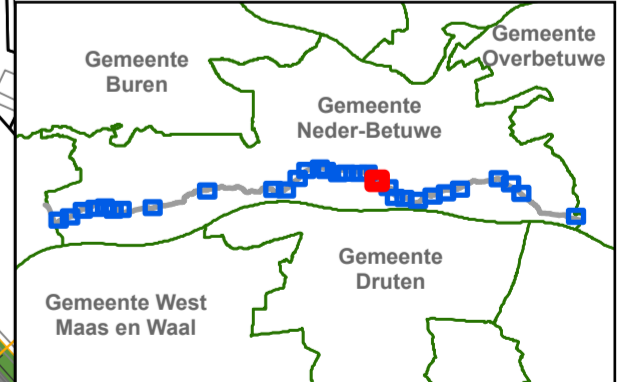 Gemeente
Overbetuwe
Gemeente
Buren
Gemeente
Neder-Betuwe
Gemeente
Druten
Gemeente West
Maas en Waal